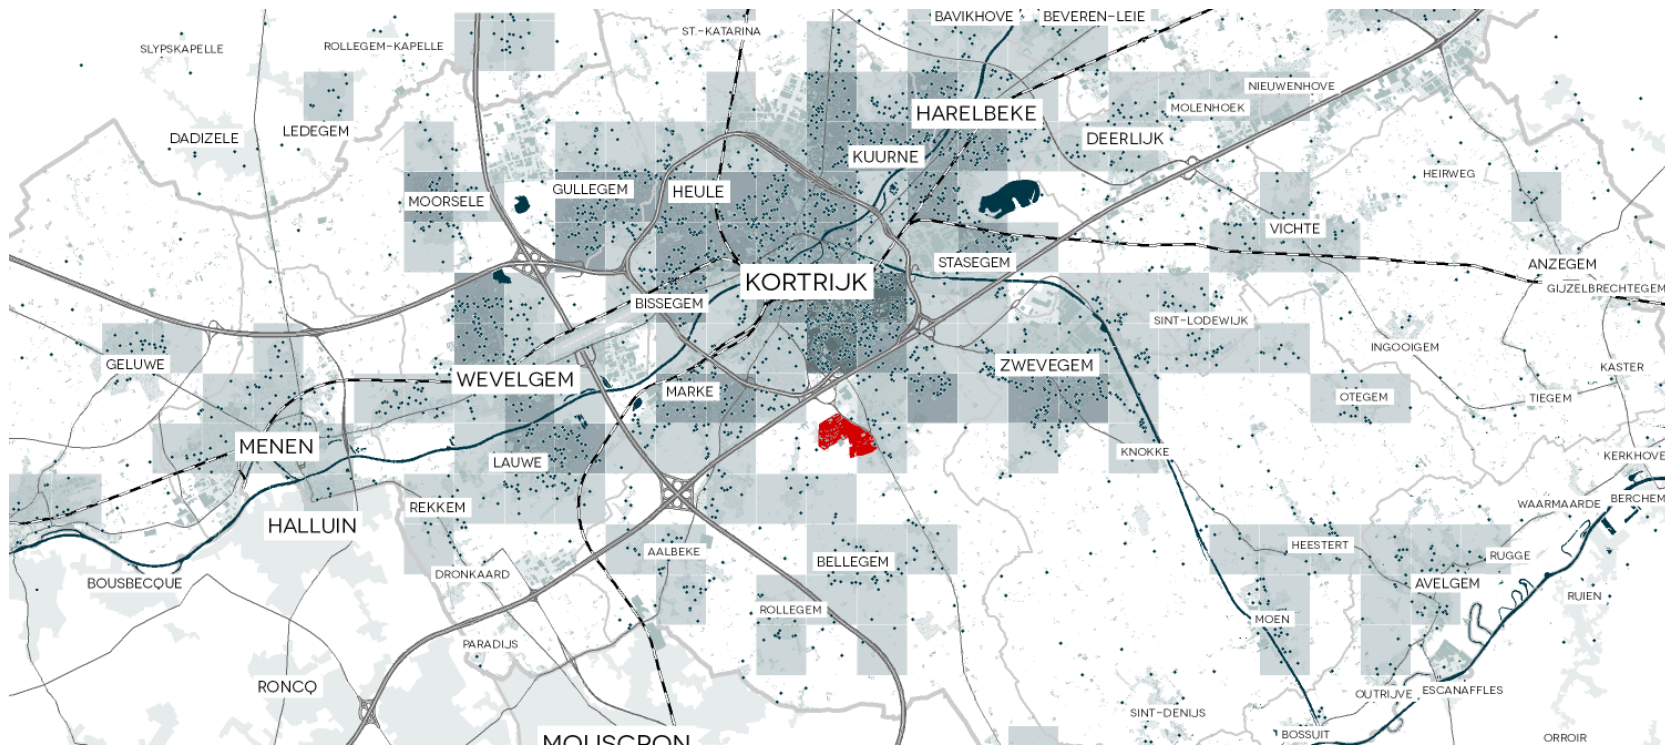 BAVIKHOVE
BEVEREN-LEIE
ST.-KATARINA
SLYPSKAPELLE
ROLLEGEM-KAPELLE
NIEUWENHOVE
MOLENHOEK
HARELBEKE
LEDEGEM
DADIZELE
DEERLIJK
KUURNE
HEIRWEG
GULLEGEM
HEULE
MOORSELE
VICHTE
STASEGEM
ANZEGEM
KORTRIJK
GIJZELBRECHTEGEM
BISSEGEM
SINT-LODEWIJK
INGOOIGEM
GELUWE
ZWEVEGEM
KASTER
WEVELGEM
MARKE
OTEGEM
TIEGEM
MENEN
KNOKKE
KERKHOVE
LAUWE
BERCHEM
WAARMAARDE
REKKEM
HALLUIN
HEESTERT
AALBEKE
RUGGE
BELLEGEM
DRONKAARD
BOUSBECQUE
AVELGEM
RUIEN
ROLLEGEM
MOEN
PARADIJS
RONCQ
OUTRIJVE
ESCANAFFLES
SINT-DENIJS
BOSSUIT
ORROIR
MOUSCRON